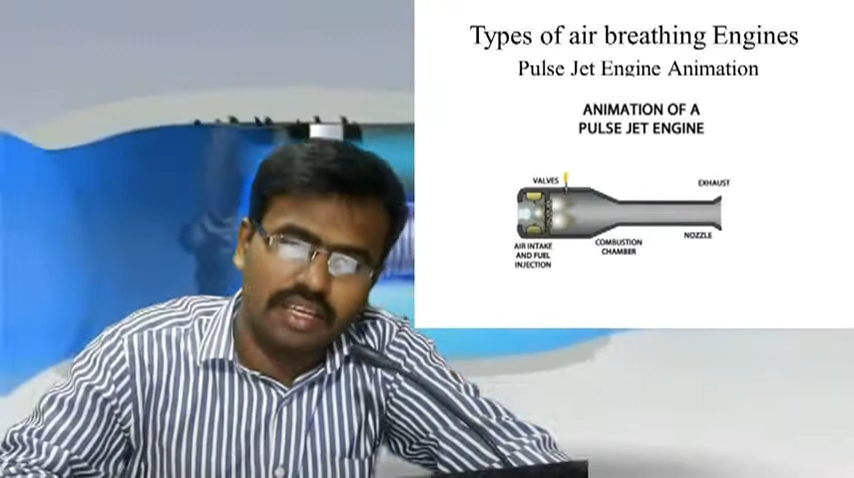 Types of air breathing Engines
Pulse Jet Engine Animation
ANIMATION OF A
PULSE JET ENGINE
VALVES
EXHAUST
AIR INTAKE
AND FUEL
INJECTION
COMBUSTION
CHAMBER
NOZZLE